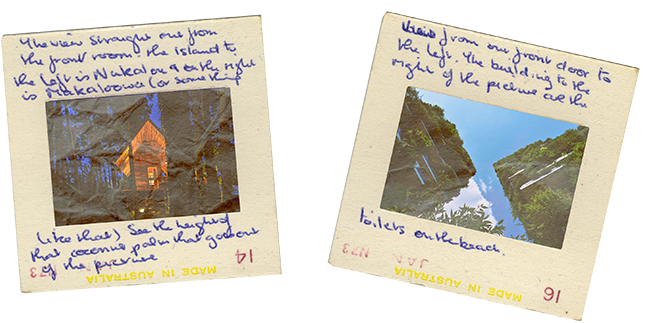 The view straight out from
the front room. the island to
the left is & to the right
is (or something
like that) See the height of
that coconut palm that goes out
of the picture
14
MADE IN AUSTRALIA
View from our front door to
the left. The building to the
right of the picture are the
toilets on the beach.
JAN N73
16
MADE IN AUSTRALIA